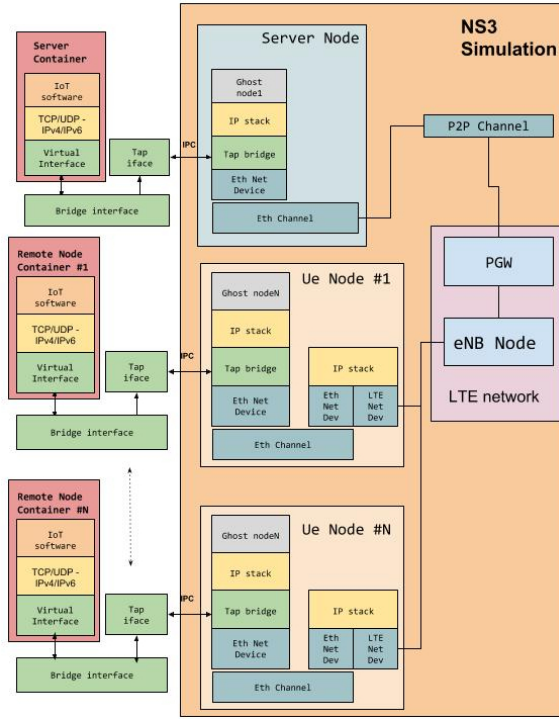 NS3
Simulation
Server
Container
IoT
software
TCP/UDP -
IPv4/IPv6
Virtual
Interface
Tap
iface
Bridge interface
IPC
Server Node
Ghost
node1
IP stack
Tap bridge
Eth Net
Device
Eth Channel
P2P Channel
PGW
eNB Node
LTE network
Remote Node
Container #1
IoT
software
TCP/UDP -
IPv4/IPv6
Virtual
Interface
Tap
iface
Bridge interface
IPC
Ue Node #1
Ghost nodeN
IP stack
Tap bridge
Eth Net
Device
IP stack
Eth
Net
Dev
LTE
Net
Dev
Eth Channel
Remote Node
Container #N
IoT
software
TCP/UDP -
IPv4/IPv6
Virtual
Interface
Tap
iface
Bridge interface
IPC
Ue Node #N
Ghost nodeN
IP stack
Tap bridge
Eth Net
Device
IP stack
Eth
Net
Dev
LTE
Net
Dev
Eth Channel